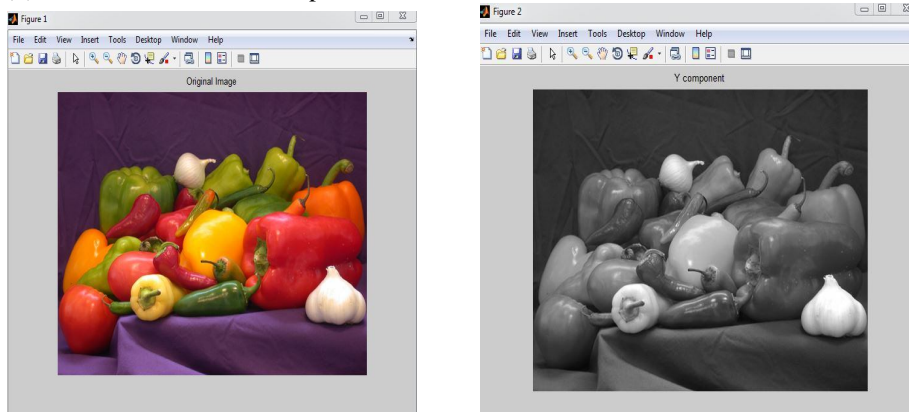 Figure 1
File Edit View Insert Tools Desktop Window Help
Original Image
Figure 2
File Edit View Insert Tools Desktop Window Help
Y component